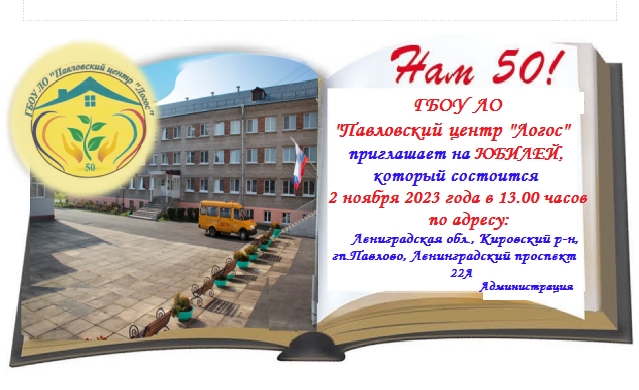 ГБОУ ЛО "Павловский центр "Логос"
50
Нам 50!
ГБОУ ЛО
"Павловский центр "Логос"
приглашает на ЮБИЛЕЙ,
который состоится
2 ноября 2023 года в 13.00 часов
по адресу:
Лениградская обл., Кировский р-н,
гп.Павлово, Ленинградский проспект
22А
Администрация